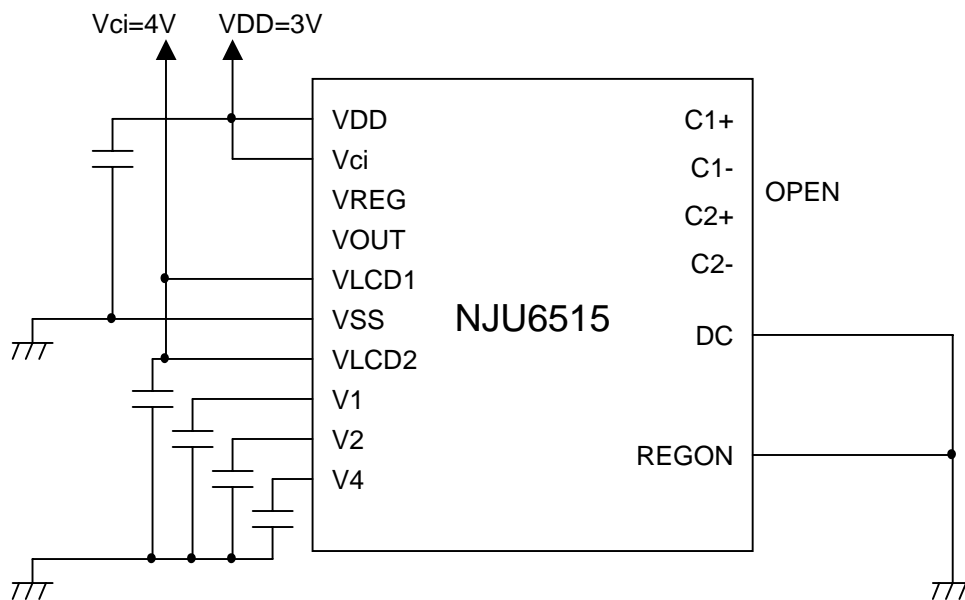 Vci=4V
VDD=3V
VDD
Vci
VREG
VOUT
VLCD1
VSS
VLCD2
V1
V2
V4
NJU6515
C1+
C1-
C2+
C2-
OPEN
DC
REGON